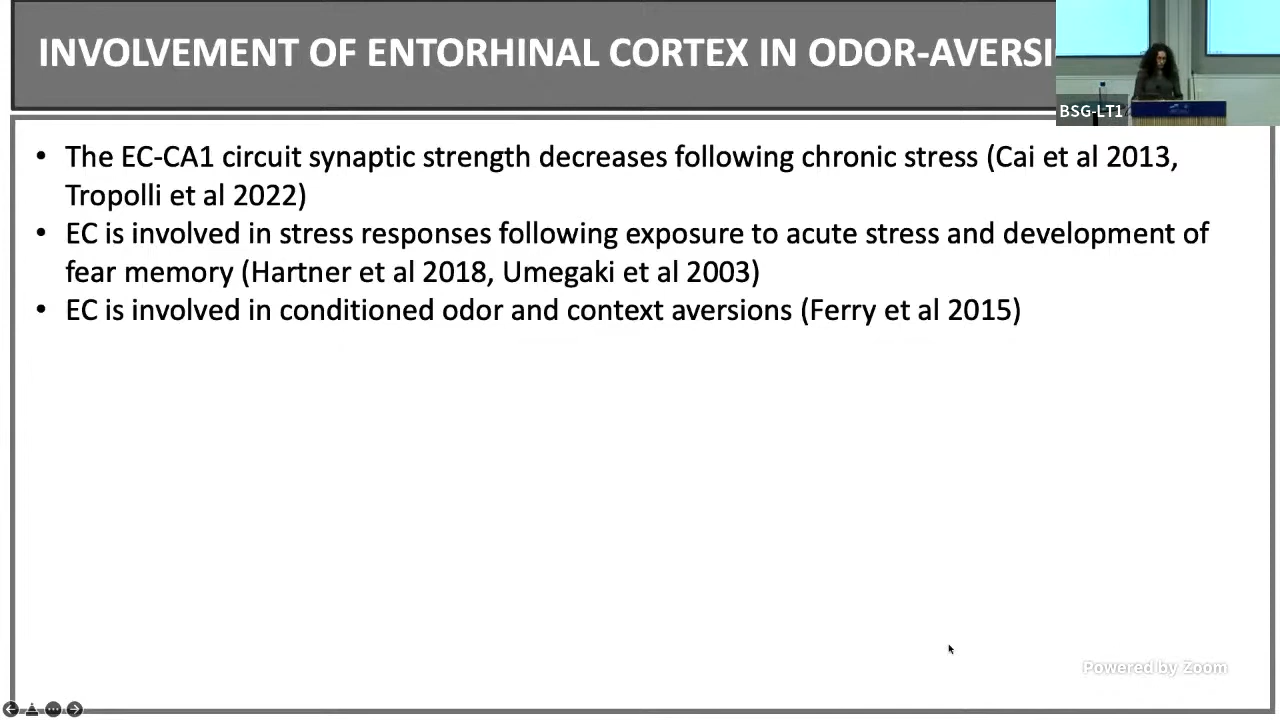 INVOLVEMENT OF ENTORHINAL CORTEX IN ODOR-AVERSI
BSG-LT1
• The EC-CA1 circuit synaptic strength decreases following chronic stress (Cai et al 2013,
Tropolli et al 2022)
• EC is involved in stress responses following exposure to acute stress and development of
fear memory (Hartner et al 2018, Umegaki et al 2003)
• EC is involved in conditioned odor and context aversions (Ferry et al 2015)
Powered by Zoom